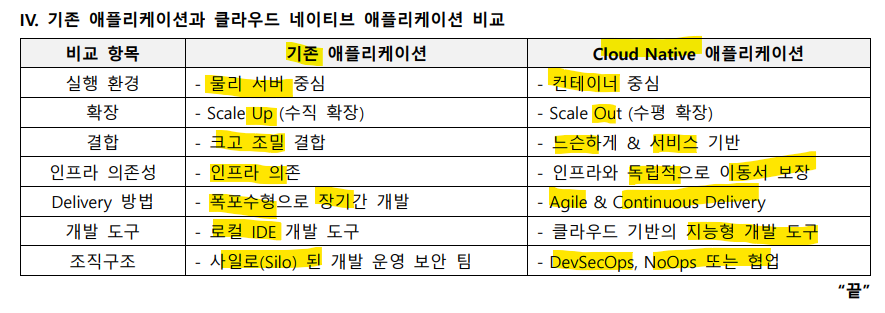 IV. 기존 애플리케이션과 클라우드 네이티브 애플리케이션 비교
비교 항목 기존 애플리케이션 Cloud Native 애플리케이션
실행 환경 - 물리 서버 중심 - 컨테이너 중심
확장 - Scale Up (수직 확장) - Scale Out (수평 확장)
결합 - 크고 조밀 결합 - 느슨하게 & 서비스 기반
인프라 의존성 - 인프라 의존 - 인프라와 독립적으로 이동서 보장
Delivery 방법 - 폭포수형으로 장기간 개발 - Agile & Continuous Delivery
개발 도구 - 로컬 IDE 개발 도구 - 클라우드 기반의 지능형 개발 도구
조직구조 - 사일로(Silo) 된 개발 운영 보안 팀 - DevSecOps, NoOps 또는 협업
“끝”